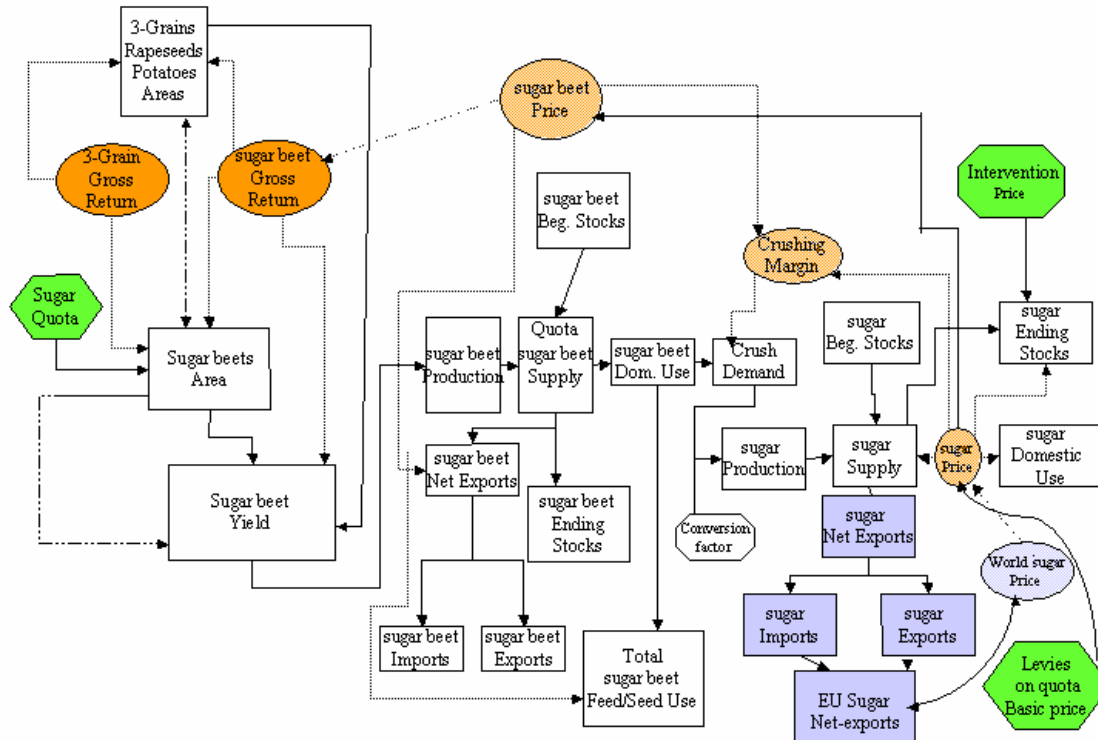 3-Grains
Rapeseeds
Potatoes
Areas
sugar beet
Price
3-Grain
Gross
Return
sugar beet
Gross
Return
Intervention
Price
sugar beet
Beg. Stocks
Crushing
Margin
Sugar
Quota
Sugar beets
Area
sugar beet
Production
Quota
sugar beet
Supply
sugar beet
Dom. Use
Crush
Demand
sugar
Beg. Stocks
sugar
Ending
Stocks
sugar beet
Net Exports
sugar
Production
sugar
Supply
sugar
Price
sugar
Domestic
Use
Sugar beet
Yield
sugar beet
Ending
Stocks
Conversion
factor
sugar
Net Exports
World sugar
Price
sugar beet
Imports
sugar beet
Exports
Total
sugar beet
Feed/Seed Use
sugar
Imports
sugar
Exports
EU Sugar
Net-exports
Levies
on quota
Basic price